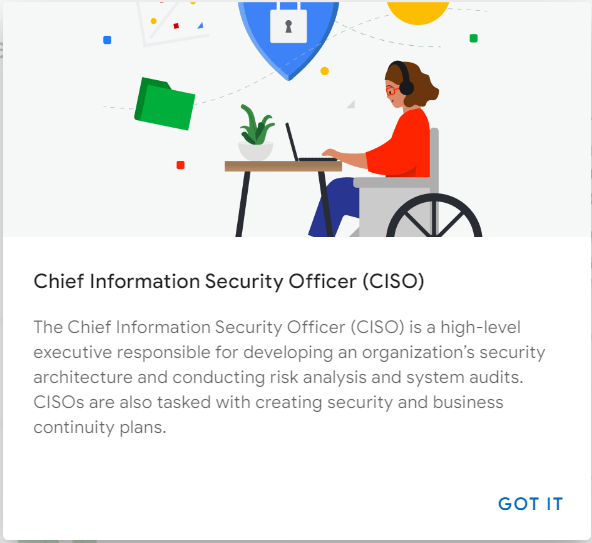 Chief Information Security Officer (CISO)
The Chief Information Security Officer (CISO) is a high-level
executive responsible for developing an organization’s security
architecture and conducting risk analysis and system audits.
CISOs are also tasked with creating security and business
continuity plans.
GOT IT